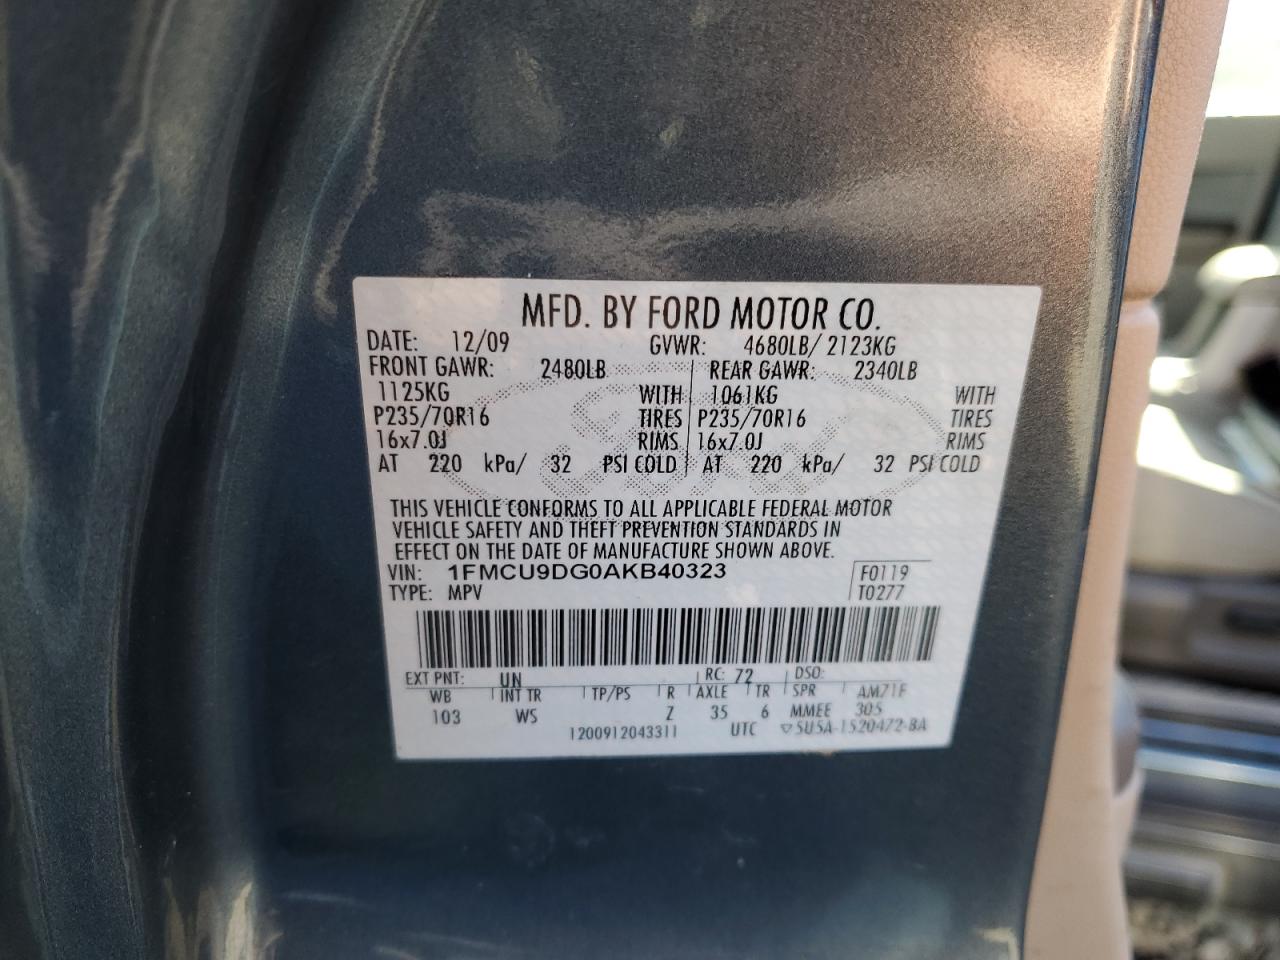 MFD. BY FORD MOTOR CO.
DATE: 12/09 GVWR: 4680LB/ 2123KG
FRONT GAWR: 2480LB REAR GAWR: 2340LB
1125KG WITH 1061KG WITH
P235/70R16 TIRES P235/70R16 TIRES
16x7.0J RIMS 16x7.0J RIMS
AT 220 kPa/ 32 PSI COLD AT 220 kPa/ 32 PSI COLD
THIS VEHICLE CONFORMS TO ALL APPLICABLE FEDERAL MOTOR
VEHICLE SAFETY AND THEFT PREVENTION STANDARDS IN
EFFECT ON THE DATE OF MANUFACTURE SHOWN ABOVE.
VIN: 1FMCU9DG0AKB40323 F0119
TYPE: MPV T0277
EXT PNT: UN RC: 72 DSO:
WB INT TR TP/PS R AXLE TR SPR AM71F
103 WS Z 35 6 MMEE 305
1200912043311 UTC ▽5U5A-1520472-BA